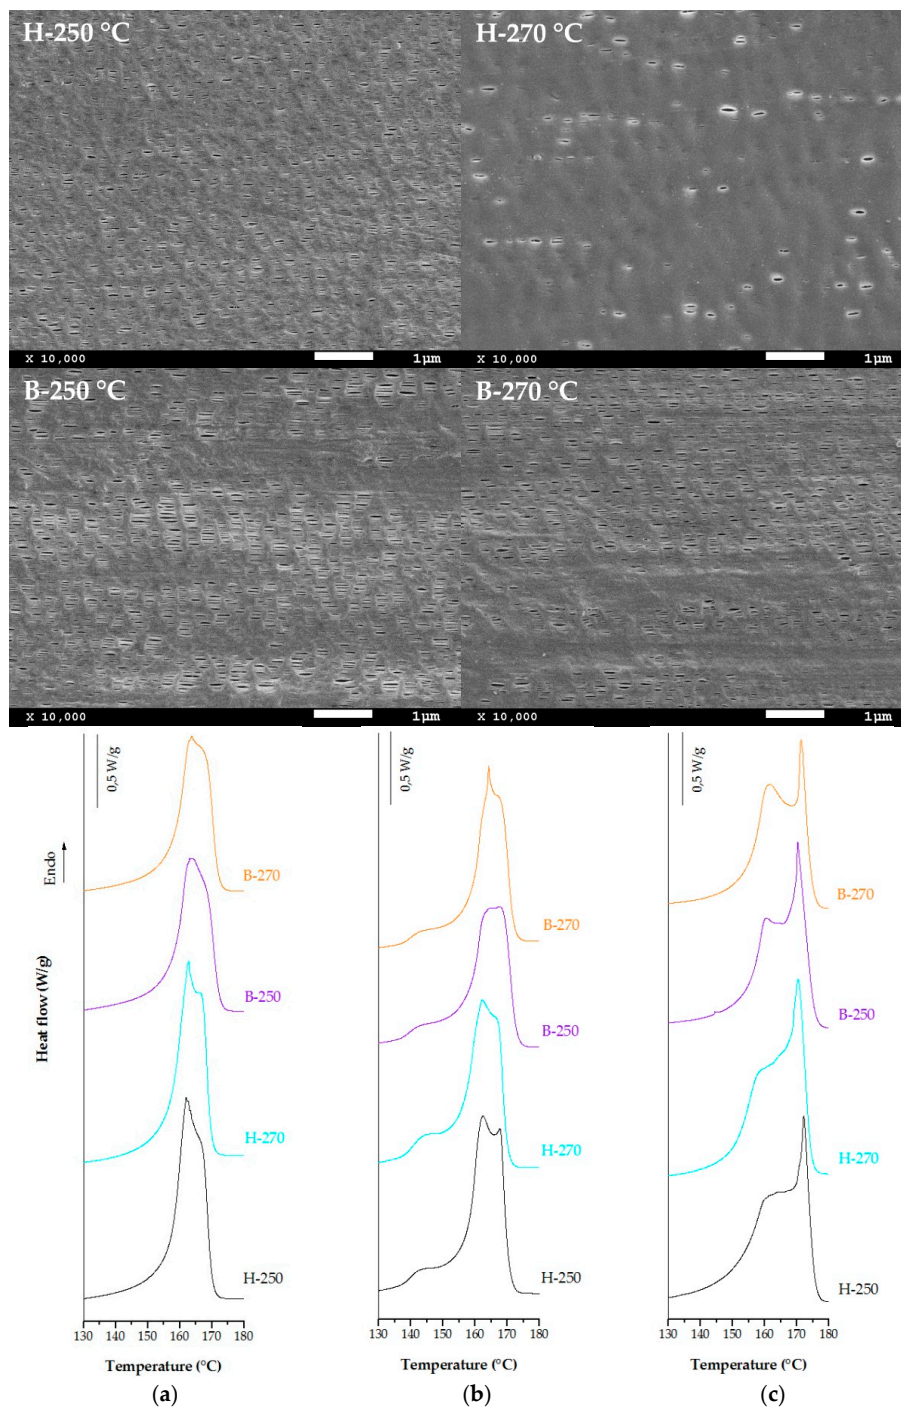 H-250 °C
H-270 °C
X 10,000 1µm
X 10,000 1µm
B-250 °C
B-270 °C
X 10,000 1µm
X 10,000 1µm
Heat flow (W/g)
Endo
0,5 W/g
B-270
B-250
H-270
H-250
130 140 150 160 170 180
Temperature (°C)
(a)
0,5 W/g
B-270
B-250
H-270
H-250
130 140 150 160 170 180
Temperature (°C)
(b)
0,5 W/g
B-270
B-250
H-270
H-250
130 140 150 160 170 180
Temperature (°C)
(c)